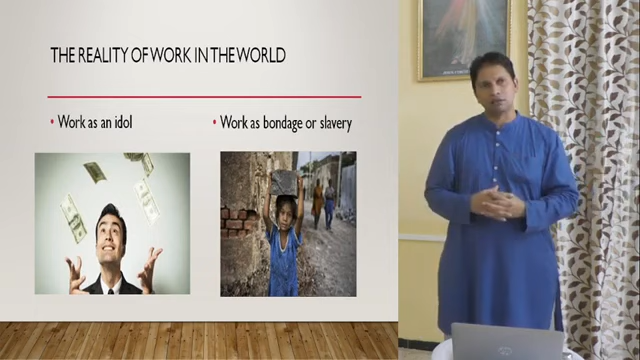 THE REALITY OF WORK IN THE WORLD
• Work as an idol
• Work as bondage or slavery